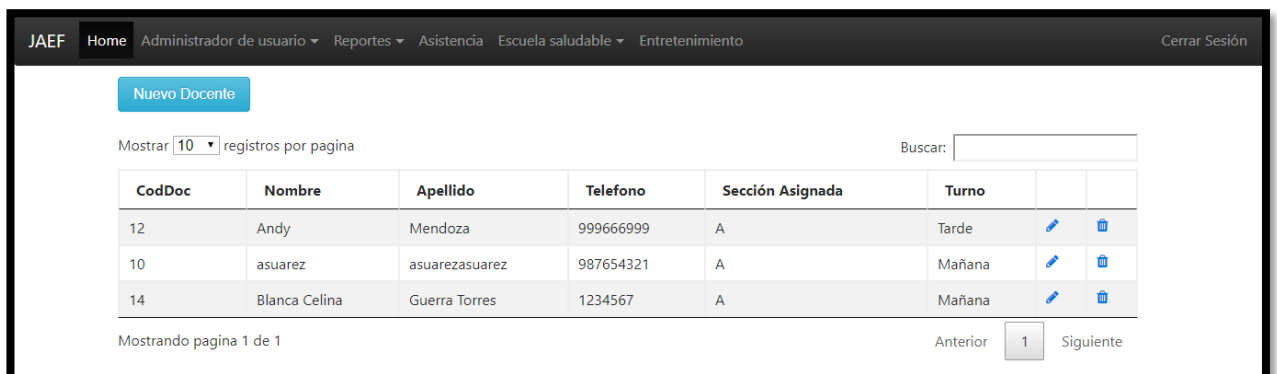 JAEF Home Administrador de usuario Reportes Asistencia Escuela saludable Entretenimiento Cerrar Sesión
Nuevo Docente
Mostrar 10 registros por pagina Buscar:
CodDoc Nombre Apellido Telefono Sección Asignada Turno
12 Andy Mendoza 999666999 A Tarde
10 asuarez asuarezasuarez 987654321 A Mañana
14 Blanca Celina Guerra Torres 1234567 A Mañana
Mostrando pagina 1 de 1 Anterior 1 Siguiente